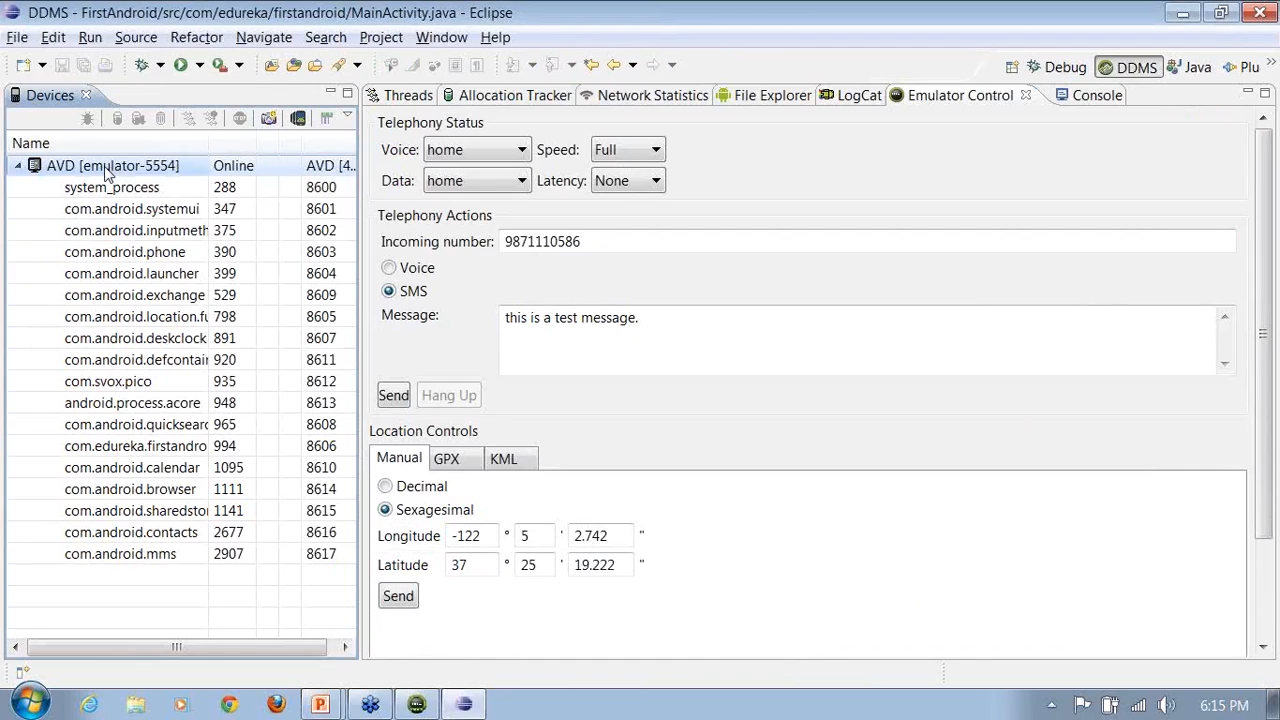 DDMS - FirstAndroid/src/com/edureka/firstandroid/MainActivity.java - Eclipse
File Edit Run Source Refactor Navigate Search Project Window Help
Debug DDMS Java Plu
Devices
Threads Allocation Tracker Network Statistics File Explorer LogCat Emulator Control Console
Name
AVD [emulator-5554] Online AVD [4..
system_process 288 8600
com.android.systemui 347 8601
com.android.inputmeth 375 8602
com.android.phone 390 8603
com.android.launcher 399 8604
com.android.exchange 529 8609
com.android.location.fu 798 8605
com.android.deskclock 891 8607
com.android.defcontai 920 8611
com.svox.pico 935 8612
android.process.acore 948 8613
com.android.quicksearc 965 8608
com.edureka.firstandro 994 8606
com.android.calendar 1095 8610
com.android.browser 1111 8614
com.android.sharedsto 1141 8615
com.android.contacts 2677 8616
com.android.mms 2907 8617
Telephony Status
Voice: home Speed: Full
Data: home Latency: None
Telephony Actions
Incoming number: 9871110586
Voice
SMS
Message: this is a test message.
Send Hang Up
Location Controls
Manual GPX KML
Decimal
Sexagesimal
Longitude -122 ° 5 ' 2.742 "
Latitude 37 ° 25 ' 19.222 "
Send
6:15 PM